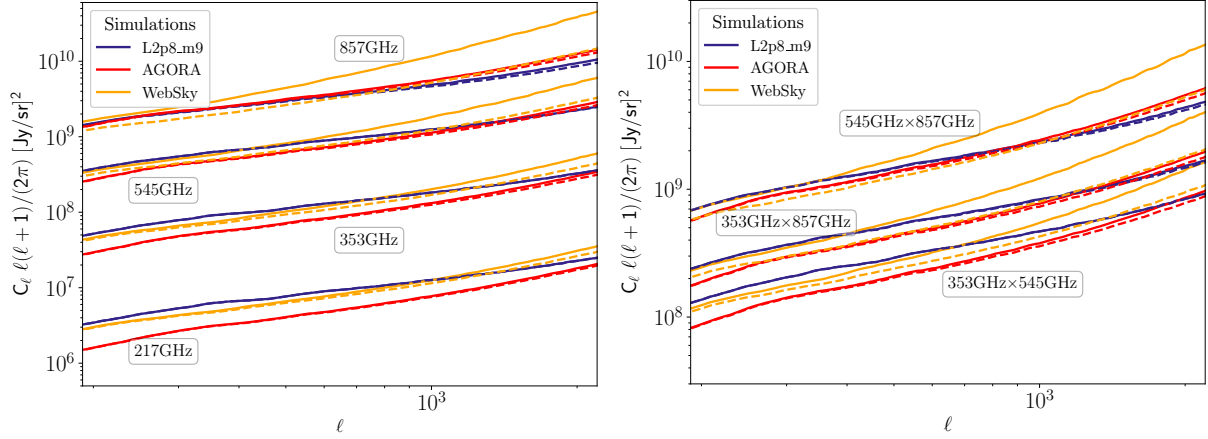 Simulations
L2p8_m9
AGORA
WebSky
857GHz
545GHz
353GHz
217GHz
10^10
10^9
10^8
10^7
10^6
C_ℓ ℓ(ℓ + 1)/(2π) [Jy/sr]^2
10^3
ℓ
Simulations
L2p8_m9
AGORA
WebSky
545GHz×857GHz
353GHz×857GHz
353GHz×545GHz
10^10
10^9
10^8
C_ℓ ℓ(ℓ + 1)/(2π) [Jy/sr]^2
10^3
ℓ